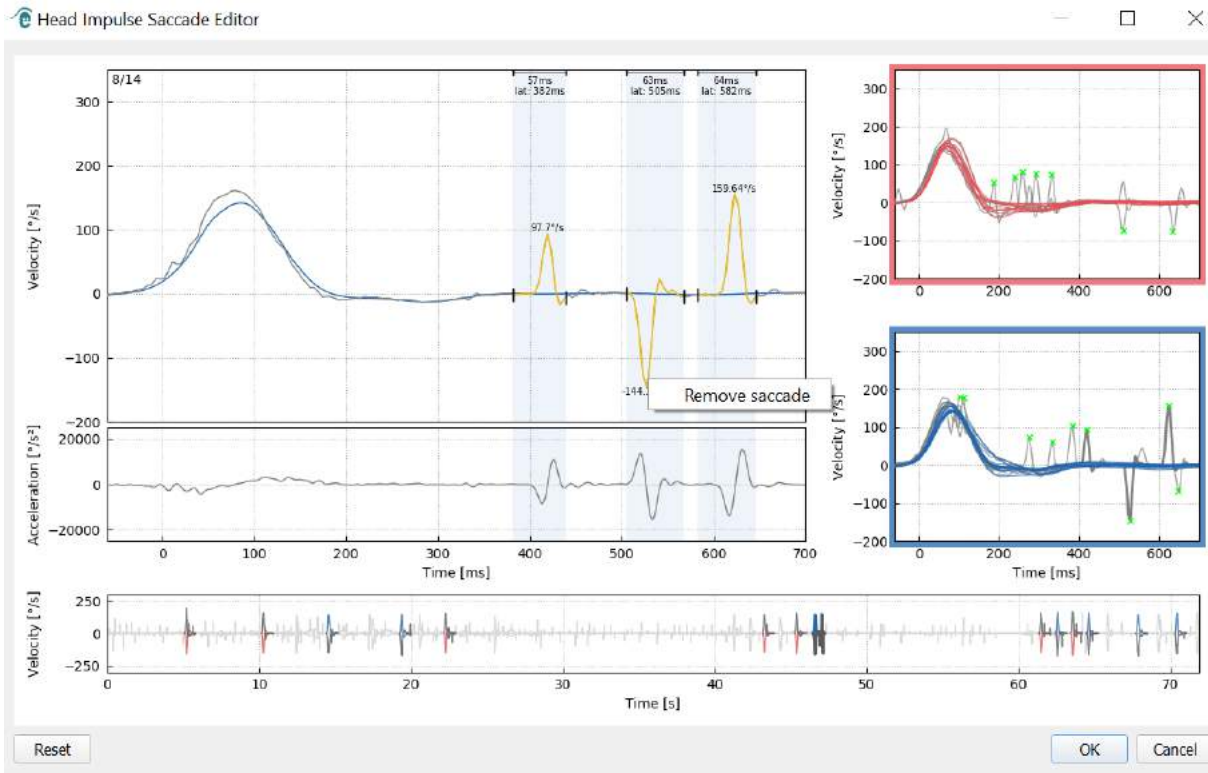 Head Impulse Saccade Editor
8/14
57ms
lat: 382ms
63ms
lat: 505ms
64ms
lat: 582ms
300
200
100
0
−100
−200
Velocity [°/s]
97.7°/s
159.64°/s
-144.
Remove saccade
20000
0
−20000
Acceleration [°/s²]
0 100 200 300 400 500 600 700
Time [ms]
300
200
100
0
−100
−200
Velocity [°/s]
0 200 400 600
300
200
100
0
−100
−200
Velocity [°/s]
0 200 400 600
Time [ms]
250
0
−250
Velocity [°/s]
0 10 20 30 40 50 60 70
Time [s]
Reset
OK
Cancel